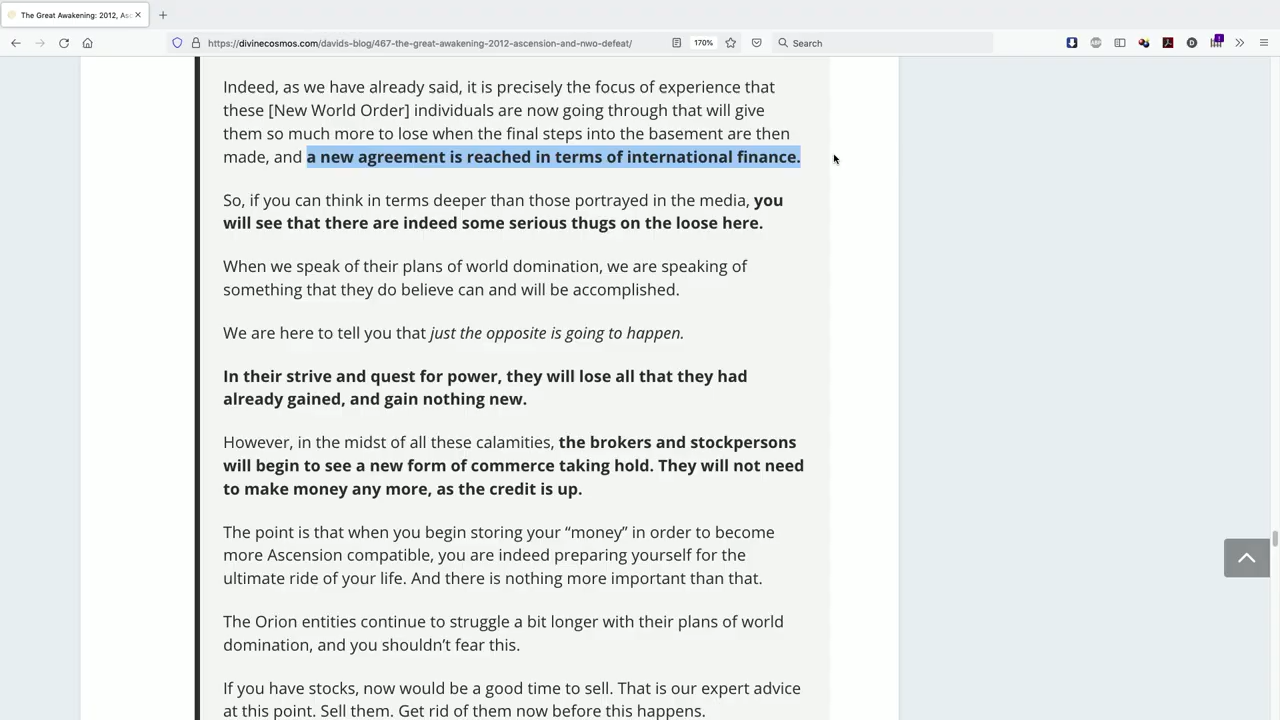 The Great Awakening: 2012, Asc
https://divinecosmos.com/davids-blog/467-the-great-awakening-2012-ascension-and-nwo-defeat/
170%
Search
Indeed, as we have already said, it is precisely the focus of experience that
these [New World Order] individuals are now going through that will give
them so much more to lose when the final steps into the basement are then
made, and a new agreement is reached in terms of international finance.
So, if you can think in terms deeper than those portrayed in the media, you
will see that there are indeed some serious thugs on the loose here.
When we speak of their plans of world domination, we are speaking of
something that they do believe can and will be accomplished.
We are here to tell you that just the opposite is going to happen.
In their strive and quest for power, they will lose all that they had
already gained, and gain nothing new.
However, in the midst of all these calamities, the brokers and stockpersons
will begin to see a new form of commerce taking hold. They will not need
to make money any more, as the credit is up.
The point is that when you begin storing your “money” in order to become
more Ascension compatible, you are indeed preparing yourself for the
ultimate ride of your life. And there is nothing more important than that.
The Orion entities continue to struggle a bit longer with their plans of world
domination, and you shouldn’t fear this.
If you have stocks, now would be a good time to sell. That is our expert advice
at this point. Sell them. Get rid of them now before this happens.